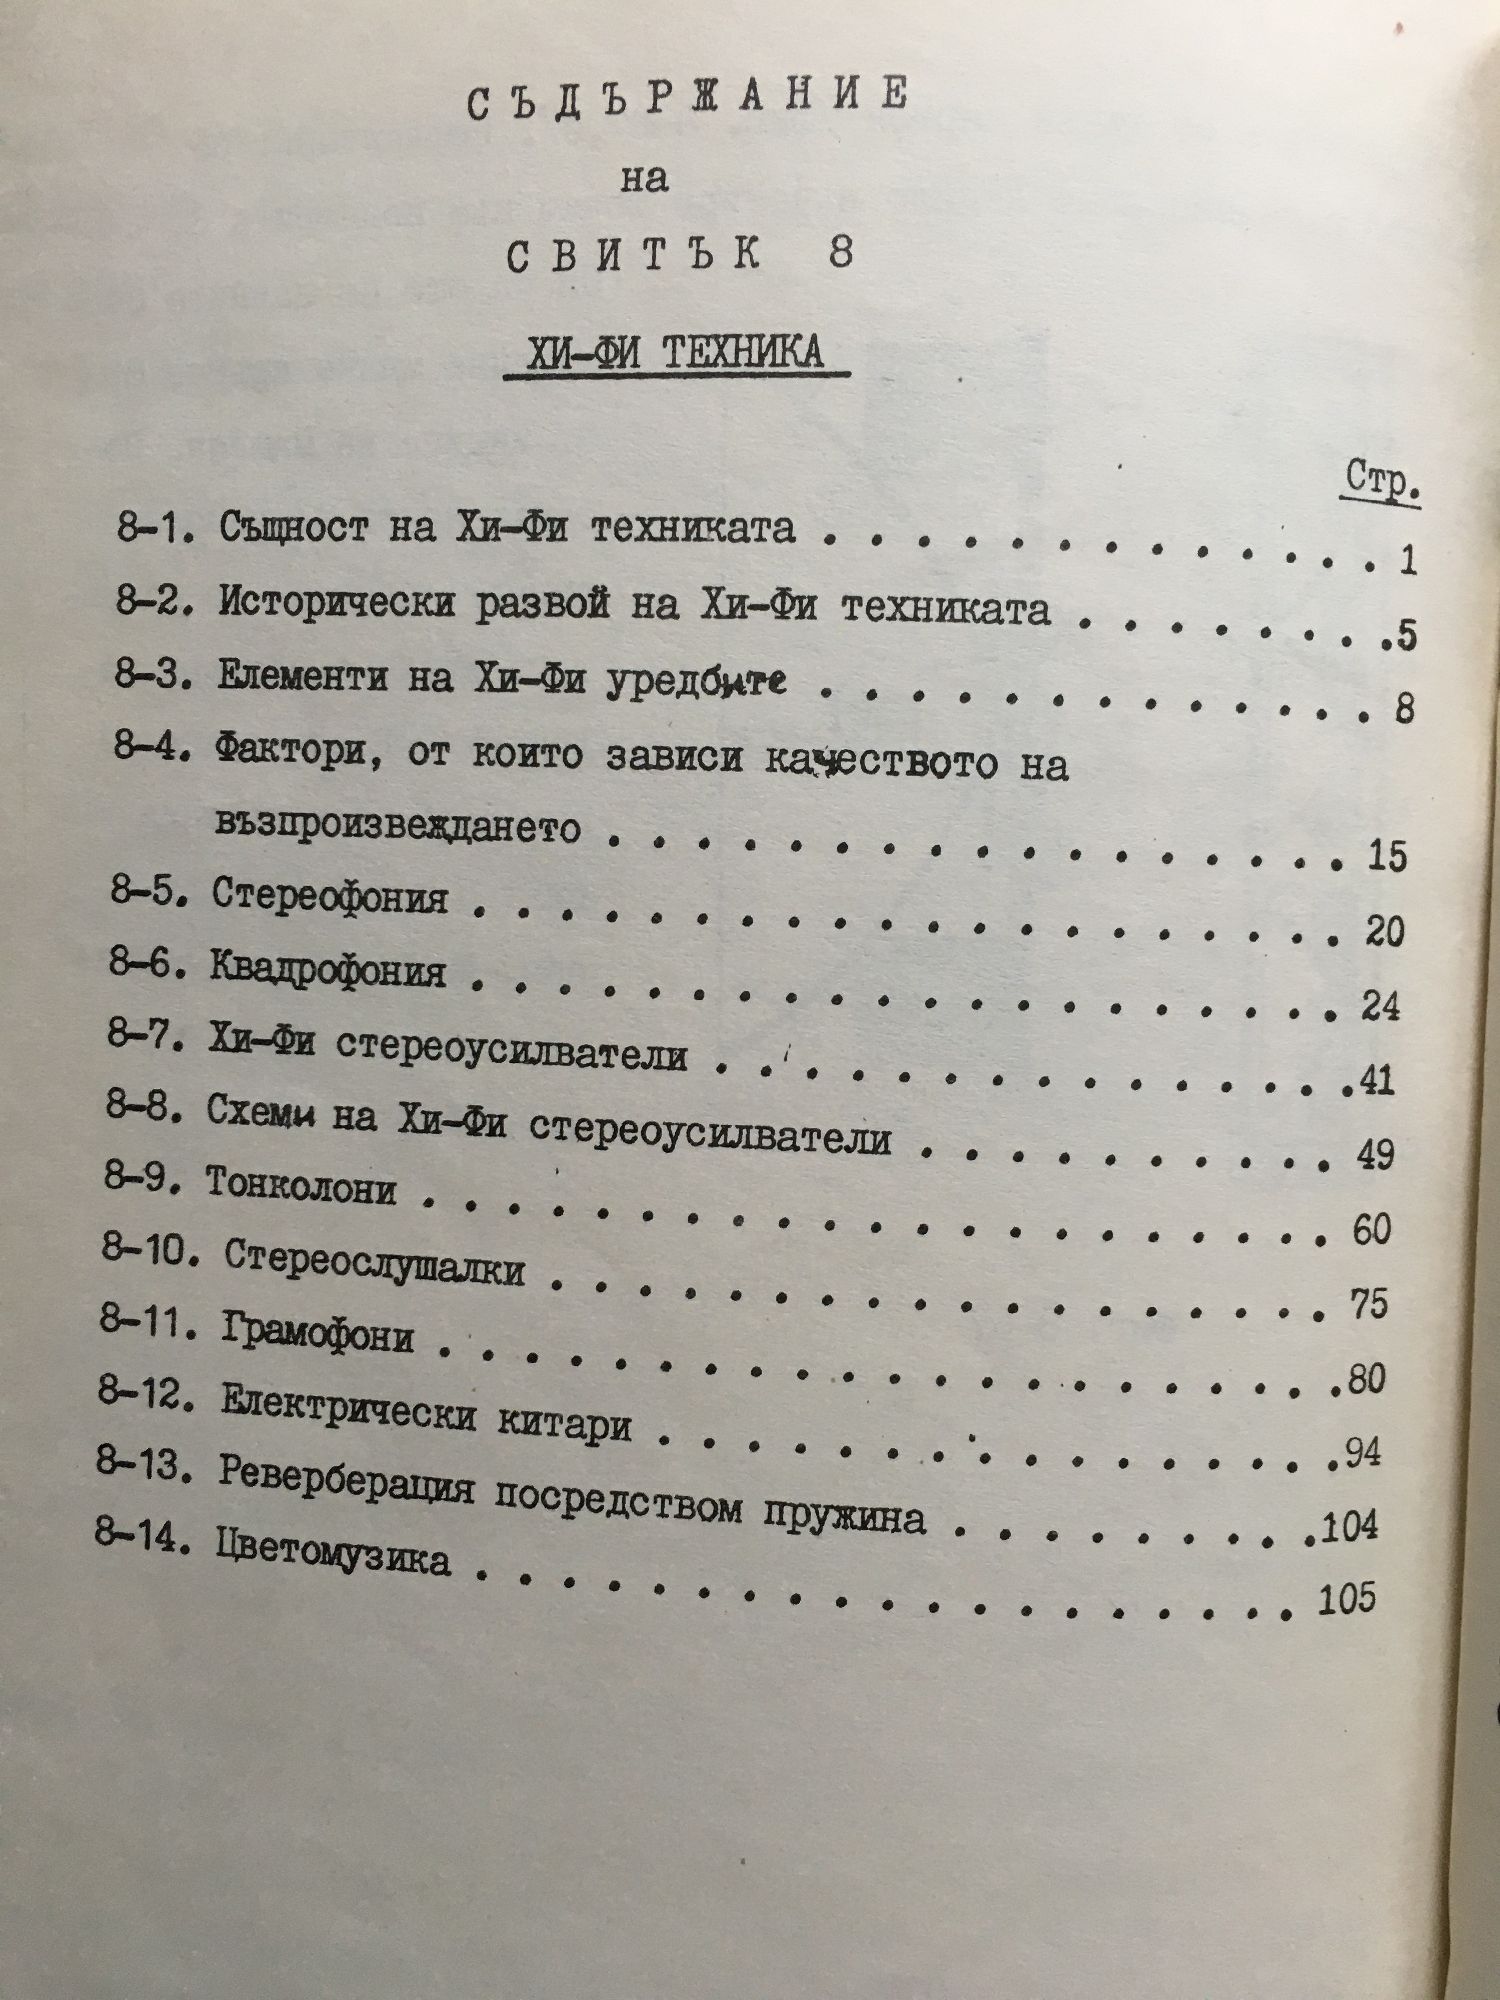 СЪДЪРЖАНИЕ
на
СВИТЪК 8
ХИ-ФИ ТЕХНИКА
Стр.
8-1. Същност на Хи-Фи техниката . . . . . . . . . . . . . 1
8-2. Исторически развой на Хи-Фи техниката . . . . . . . .5
8-3. Елементи на Хи-Фи уредбите . . . . . . . . . . . . . 8
8-4. Фактори, от които зависи качеството на
възпроизвеждането . . . . . . . . . . . . . . . . . 15
8-5. Стереофония . . . . . . . . . . . . . . . . . . . . 20
8-6. Квадрофония . . . . . . . . . . . . . . . . . . . . 24
8-7. Хи-Фи стереоусилватели . . . . . . . . . . . . . . .41
8-8. Схеми на Хи-Фи стереоусилватели . . . . . . . . . . 49
8-9. Тонколони . . . . . . . . . . . . . . . . . . . . . 60
8-10. Стереослушалки . . . . . . . . . . . . . . . . . . 75
8-11. Грамофони . . . . . . . . . . . . . . . . . . . . .80
8-12. Електрически китари . . . . . . . . . . . . . . . .94
8-13. Реверберация посредством пружина . . . . . . . . .104
8-14. Цветомузика . . . . . . . . . . . . . . . . . . . 105